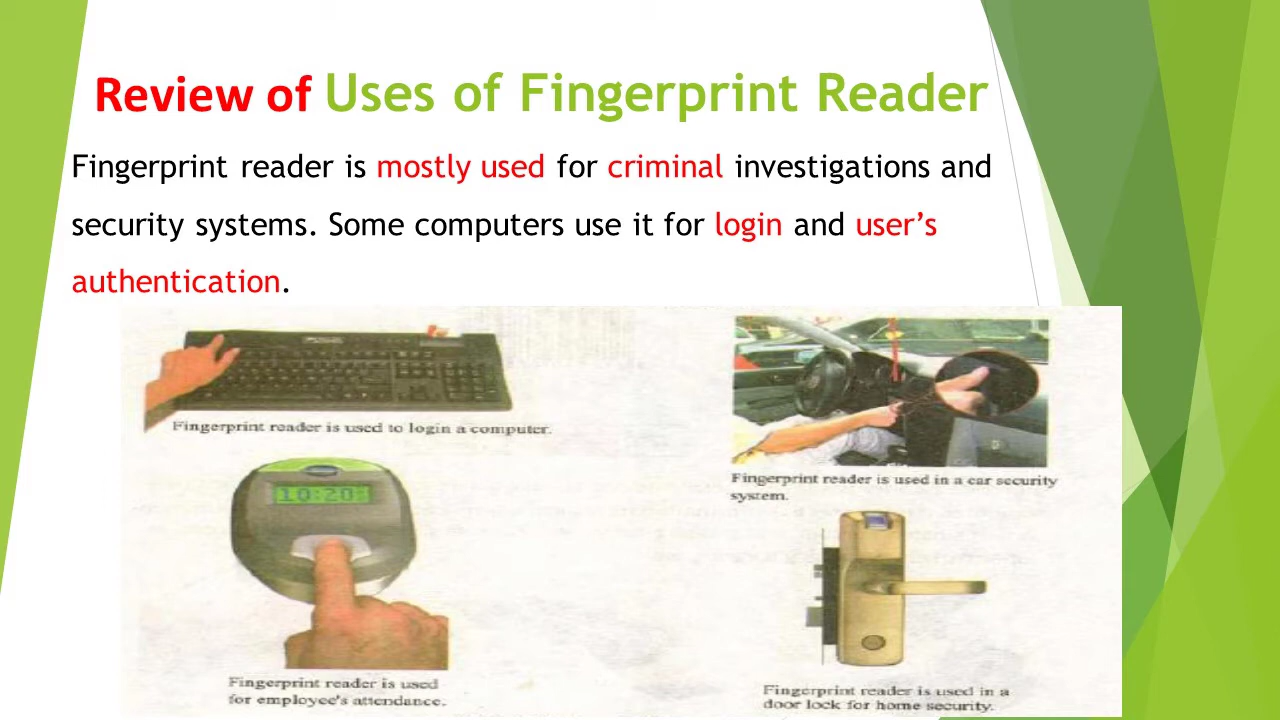 Review of Uses of Fingerprint Reader
Fingerprint reader is mostly used for criminal investigations and
security systems. Some computers use it for login and user’s
authentication.
Fingerprint reader is used to login a computer.
Fingerprint reader is used in a car security
system.
10:20
Fingerprint reader is used
for employee's attendance.
Fingerprint reader is used in a
door lock for home security.